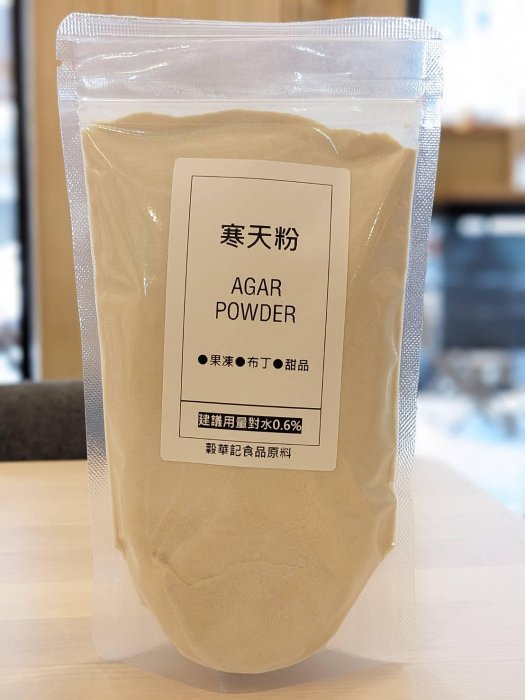 寒天粉
AGAR
POWDER
●果凍●布丁●甜品
建議用量對水0.6%
穀華記食品原料